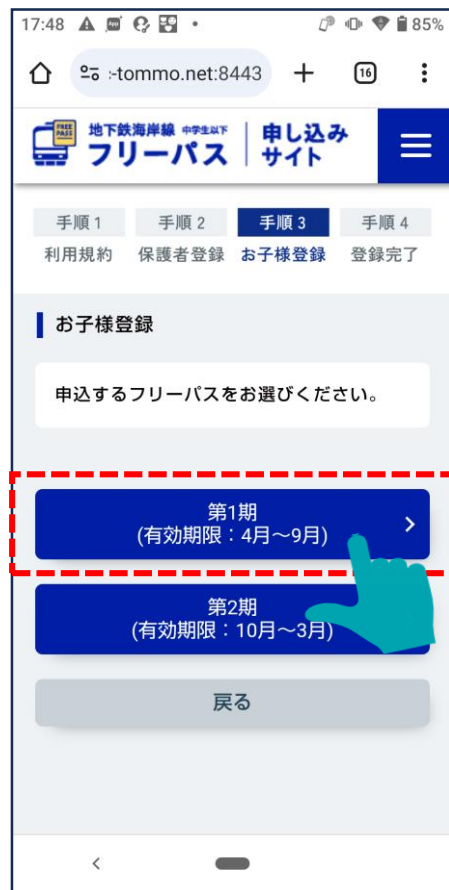 17:48
85%
:-tommo.net:8443
16
FREE PASS
地下鉄海岸線 中学生以下
フリーパス
申し込み
サイト
手順 1 手順 2 手順 3 手順 4
利用規約 保護者登録 お子様登録 登録完了
お子様登録
申込するフリーパスをお選びください。
第1期
(有効期限：4月～9月)
第2期
(有効期限：10月～3月)
戻る